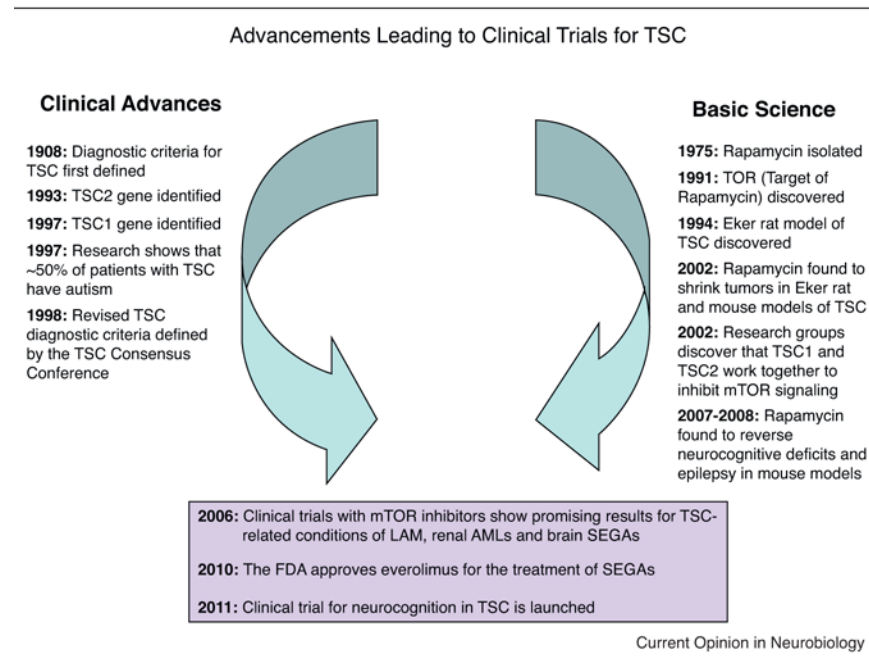 Advancements Leading to Clinical Trials for TSC
Clinical Advances
1908: Diagnostic criteria for
TSC first defined
1993: TSC2 gene identified
1997: TSC1 gene identified
1997: Research shows that
~50% of patients with TSC
have autism
1998: Revised TSC
diagnostic criteria defined
by the TSC Consensus
Conference
Basic Science
1975: Rapamycin isolated
1991: TOR (Target of
Rapamycin) discovered
1994: Eker rat model of
TSC discovered
2002: Rapamycin found to
shrink tumors in Eker rat
and mouse models of TSC
2002: Research groups
discover that TSC1 and
TSC2 work together to
inhibit mTOR signaling
2007-2008: Rapamycin
found to reverse
neurocognitive deficits and
epilepsy in mouse models
2006: Clinical trials with mTOR inhibitors show promising results for TSC-
related conditions of LAM, renal AMLs and brain SEGAs
2010: The FDA approves everolimus for the treatment of SEGAs
2011: Clinical trial for neurocognition in TSC is launched
Current Opinion in Neurobiology